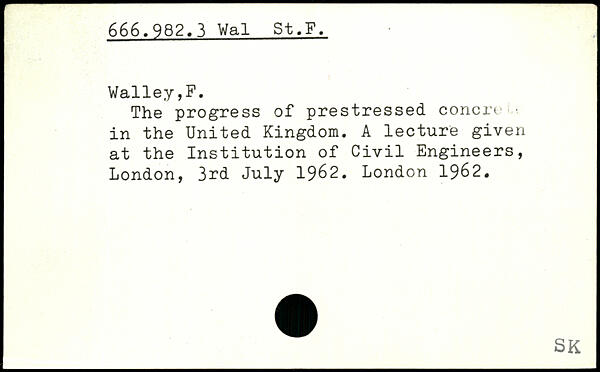 666.982.3 Wal St.F.
Walley,F.
The progress of prestressed concrete
in the United Kingdom. A lecture given
at the Institution of Civil Engineers,
London, 3rd July 1962. London 1962.
SK